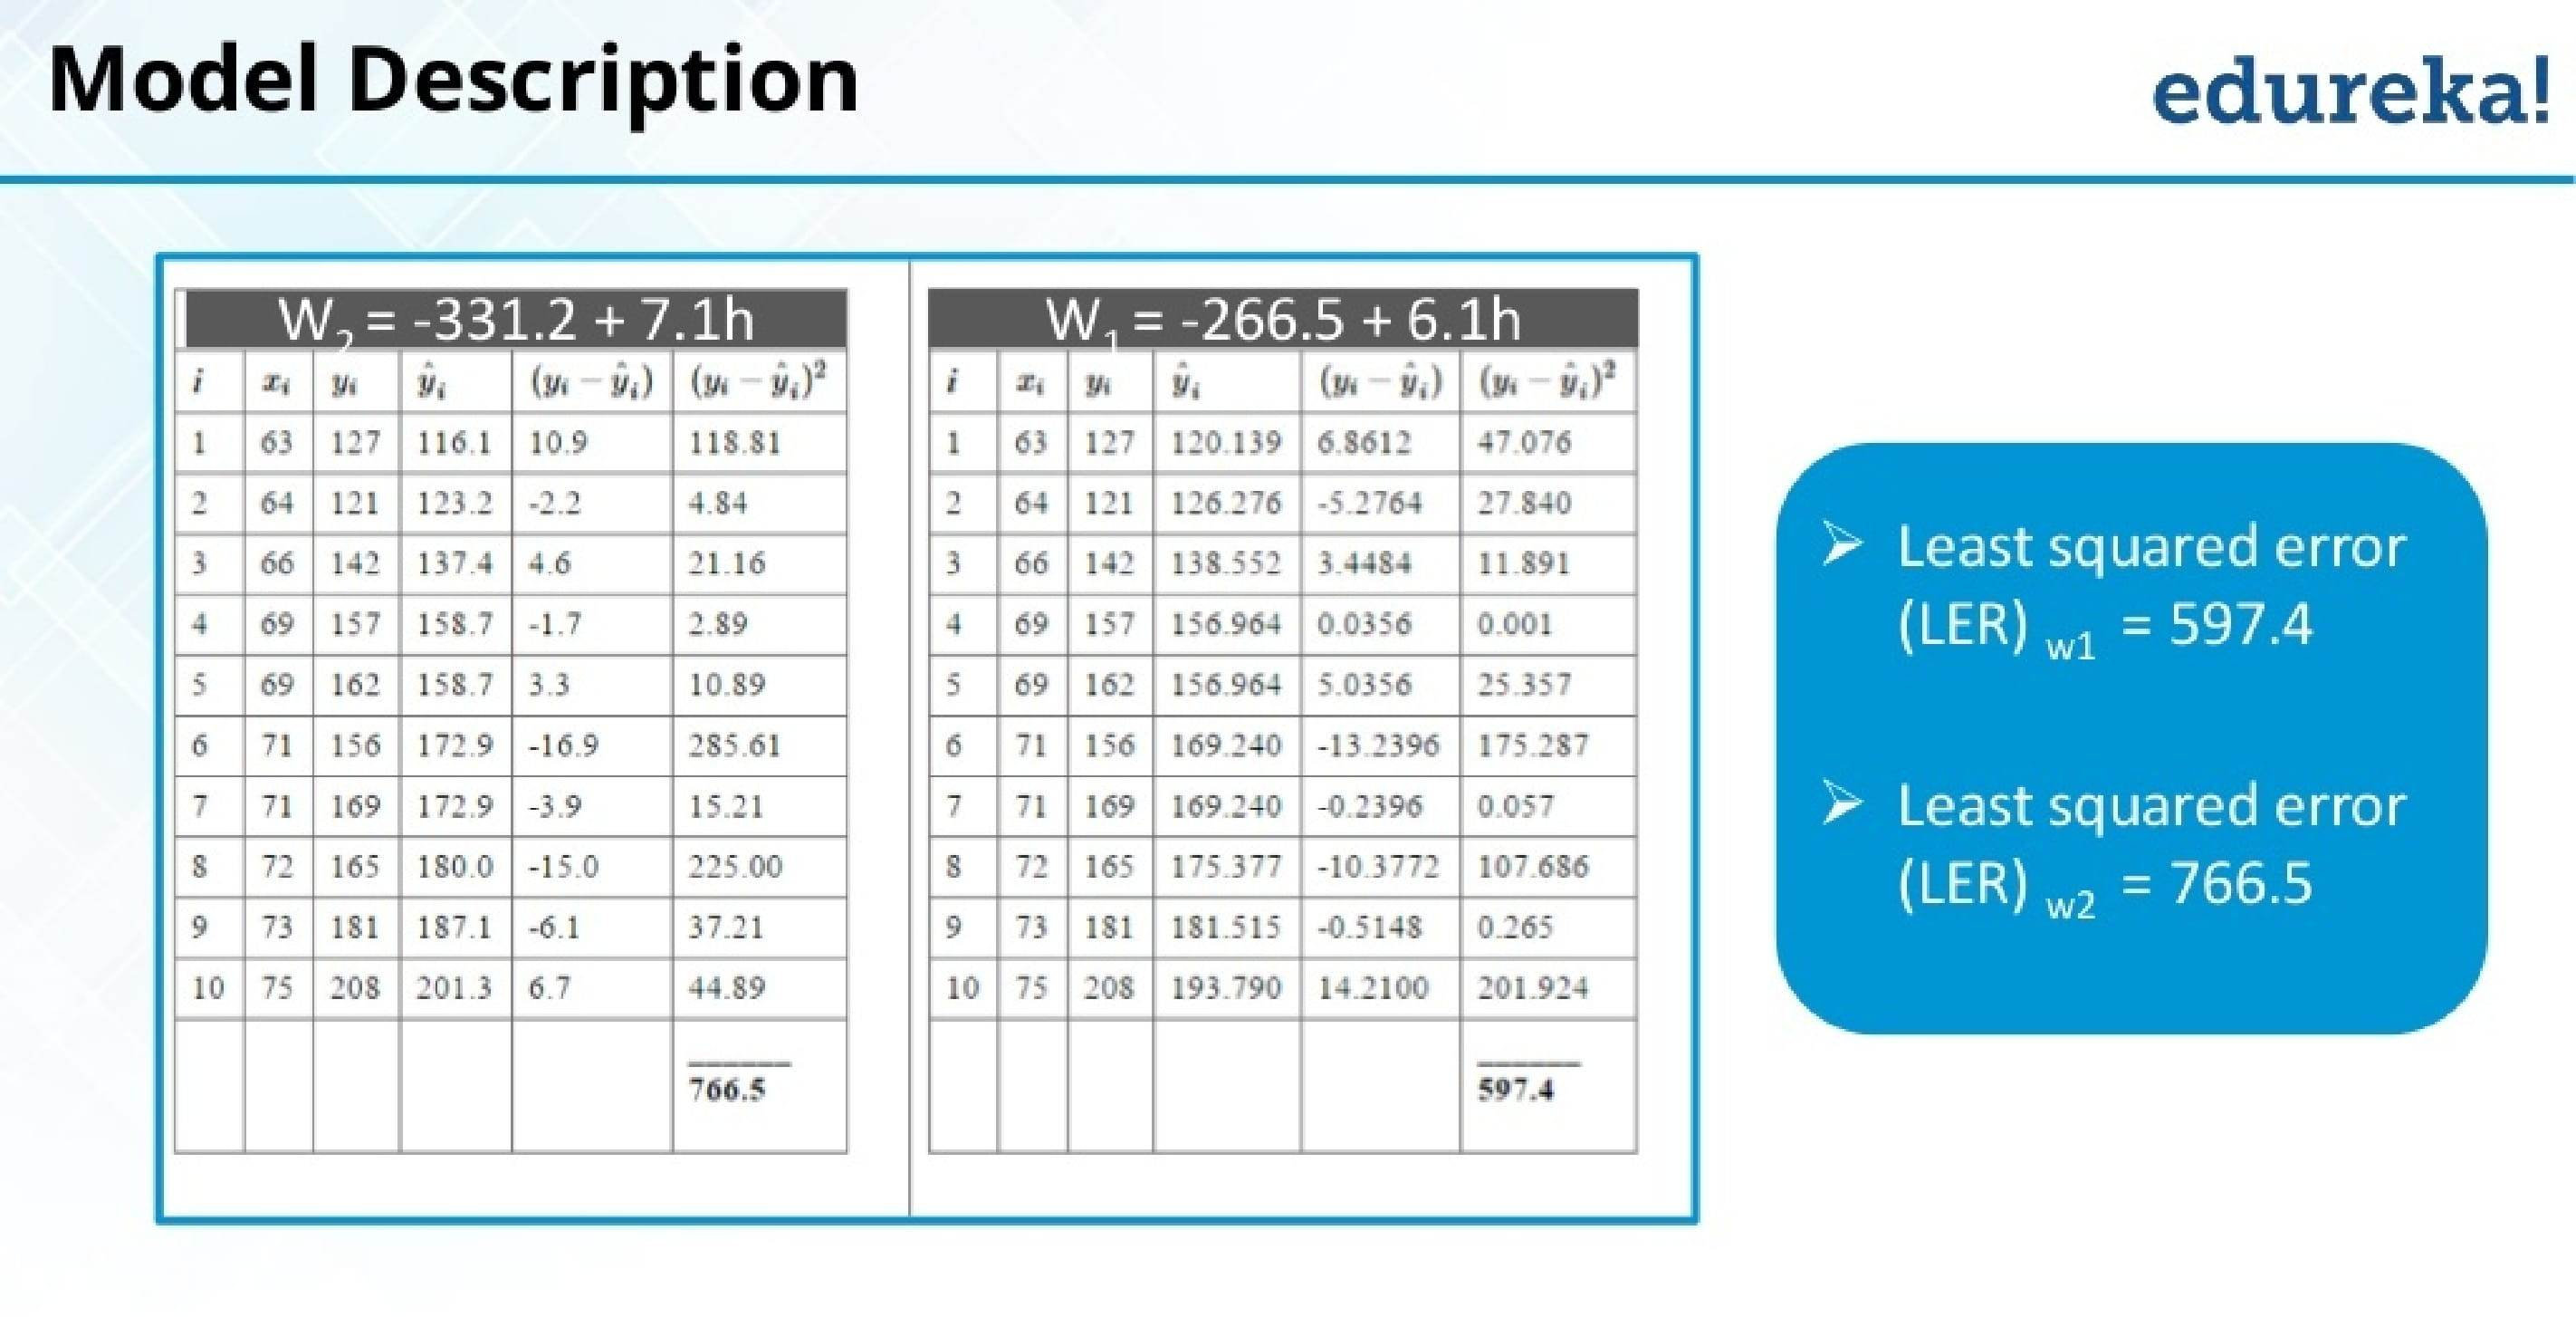 Model Description
edureka!
W₂ = -331.2 + 7.1h
i xᵢ yᵢ ŷᵢ (yᵢ − ŷᵢ) (yᵢ − ŷᵢ)²
1 63 127 116.1 10.9 118.81
2 64 121 123.2 -2.2 4.84
3 66 142 137.4 4.6 21.16
4 69 157 158.7 -1.7 2.89
5 69 162 158.7 3.3 10.89
6 71 156 172.9 -16.9 285.61
7 71 169 172.9 -3.9 15.21
8 72 165 180.0 -15.0 225.00
9 73 181 187.1 -6.1 37.21
10 75 208 201.3 6.7 44.89
766.5
W₁ = -266.5 + 6.1h
i xᵢ yᵢ ŷᵢ (yᵢ − ŷᵢ) (yᵢ − ŷᵢ)²
1 63 127 120.139 6.8612 47.076
2 64 121 126.276 -5.2764 27.840
3 66 142 138.552 3.4484 11.891
4 69 157 156.964 0.0356 0.001
5 69 162 156.964 5.0356 25.357
6 71 156 169.240 -13.2396 175.287
7 71 169 169.240 -0.2396 0.057
8 72 165 175.377 -10.3772 107.686
9 73 181 181.515 -0.5148 0.265
10 75 208 193.790 14.2100 201.924
597.4
➢ Least squared error
(LER) w1 = 597.4
➢ Least squared error
(LER) w2 = 766.5